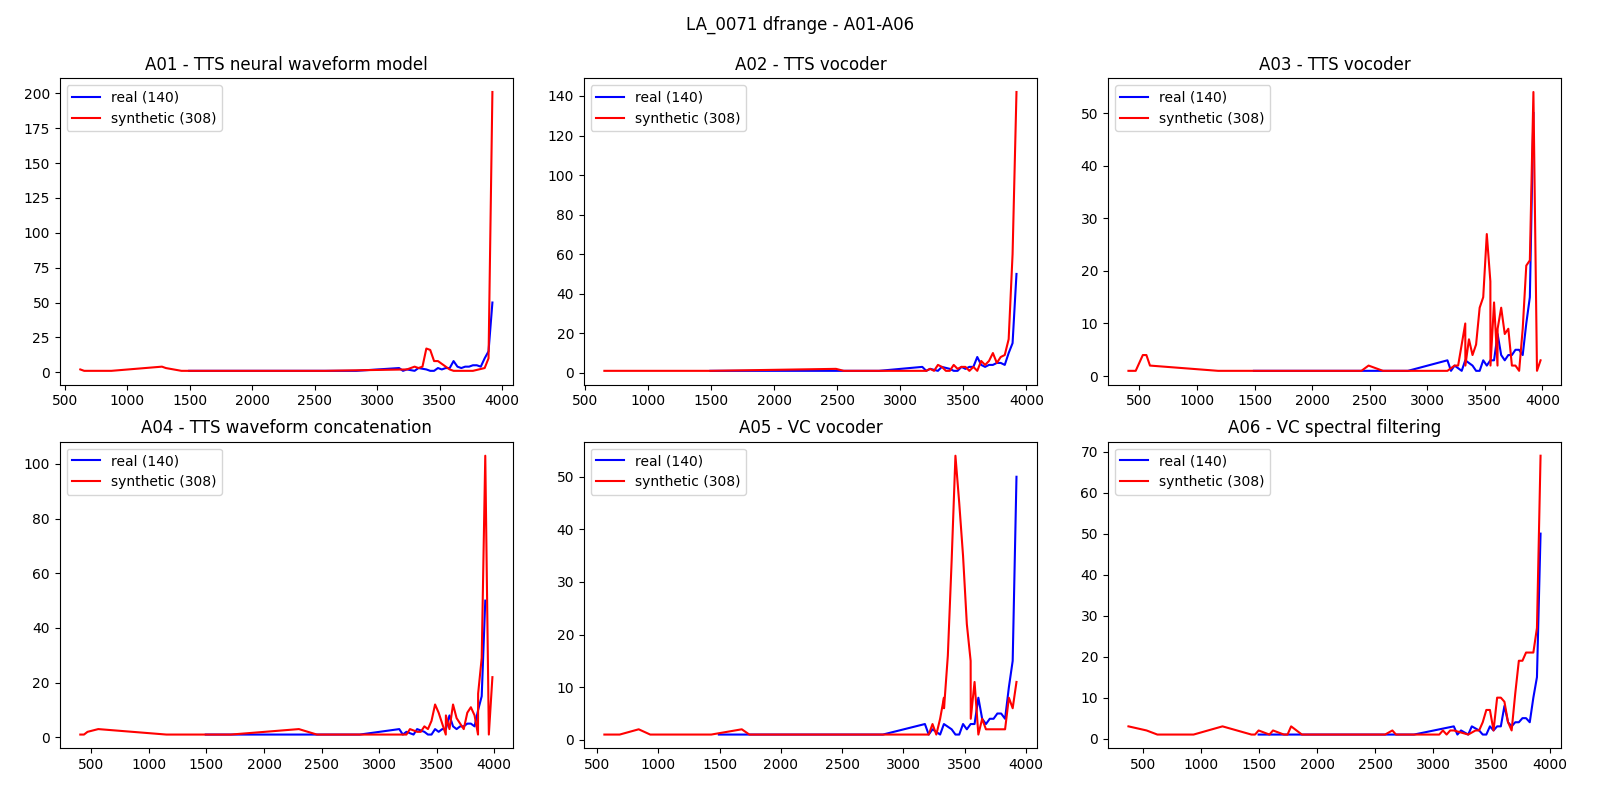 LA_0071 dfrange - A01-A06
A01 - TTS neural waveform model
real (140)
synthetic (308)
200
175
150
125
100
75
50
25
0
500 1000 1500 2000 2500 3000 3500 4000
A02 - TTS vocoder
real (140)
synthetic (308)
140
120
100
80
60
40
20
0
500 1000 1500 2000 2500 3000 3500 4000
A03 - TTS vocoder
real (140)
synthetic (308)
50
40
30
20
10
0
500 1000 1500 2000 2500 3000 3500 4000
A04 - TTS waveform concatenation
real (140)
synthetic (308)
100
80
60
40
20
0
500 1000 1500 2000 2500 3000 3500 4000
A05 - VC vocoder
real (140)
synthetic (308)
50
40
30
20
10
0
500 1000 1500 2000 2500 3000 3500 4000
A06 - VC spectral filtering
real (140)
synthetic (308)
70
60
50
40
30
20
10
0
500 1000 1500 2000 2500 3000 3500 4000